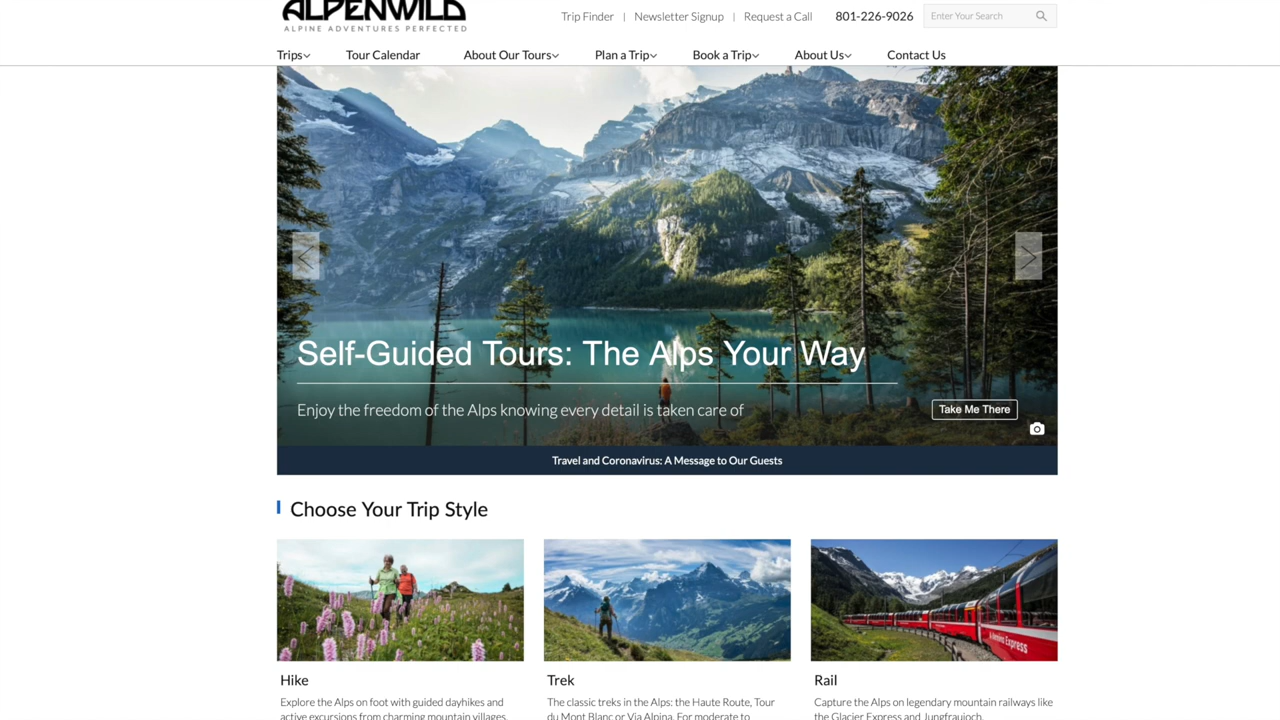 ALPENWILD
ALPINE ADVENTURES PERFECTED
Trip Finder | Newsletter Signup | Request a Call 801-226-9026 Enter Your Search
Trips Tour Calendar About Our Tours Plan a Trip Book a Trip About Us Contact Us
Self-Guided Tours: The Alps Your Way
Enjoy the freedom of the Alps knowing every detail is taken care of
Take Me There
Travel and Coronavirus: A Message to Our Guests
Choose Your Trip Style
Bernina Express
Hike
Explore the Alps on foot with guided dayhikes and
active excursions from charming mountain villages.
Trek
The classic treks in the Alps: the Haute Route, Tour
du Mont Blanc or Via Alpina. For moderate to
Rail
Capture the Alps on legendary mountain railways like
the Glacier Express and Jungfraujoch.